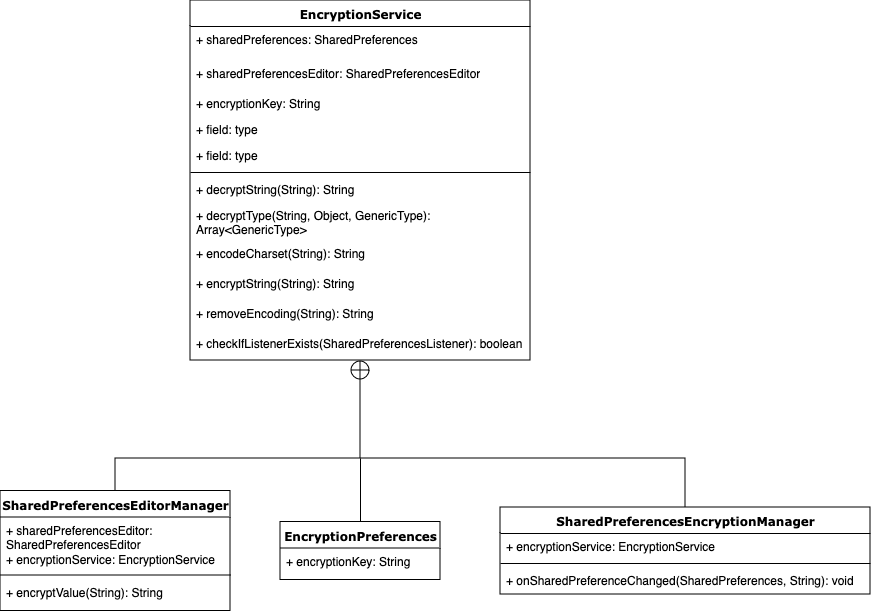 EncryptionService
+ sharedPreferences: SharedPreferences
+ sharedPreferencesEditor: SharedPreferencesEditor
+ encryptionKey: String
+ field: type
+ field: type
+ decryptString(String): String
+ decryptType(String, Object, GenericType):
Array<GenericType>
+ encodeCharset(String): String
+ encryptString(String): String
+ removeEncoding(String): String
+ checkIfListenerExists(SharedPreferencesListener): boolean
SharedPreferencesEditorManager
+ sharedPreferencesEditor:
SharedPreferencesEditor
+ encryptionService: EncryptionService
+ encryptValue(String): String
EncryptionPreferences
+ encryptionKey: String
SharedPreferencesEncryptionManager
+ encryptionService: EncryptionService
+ onSharedPreferenceChanged(SharedPreferences, String): void